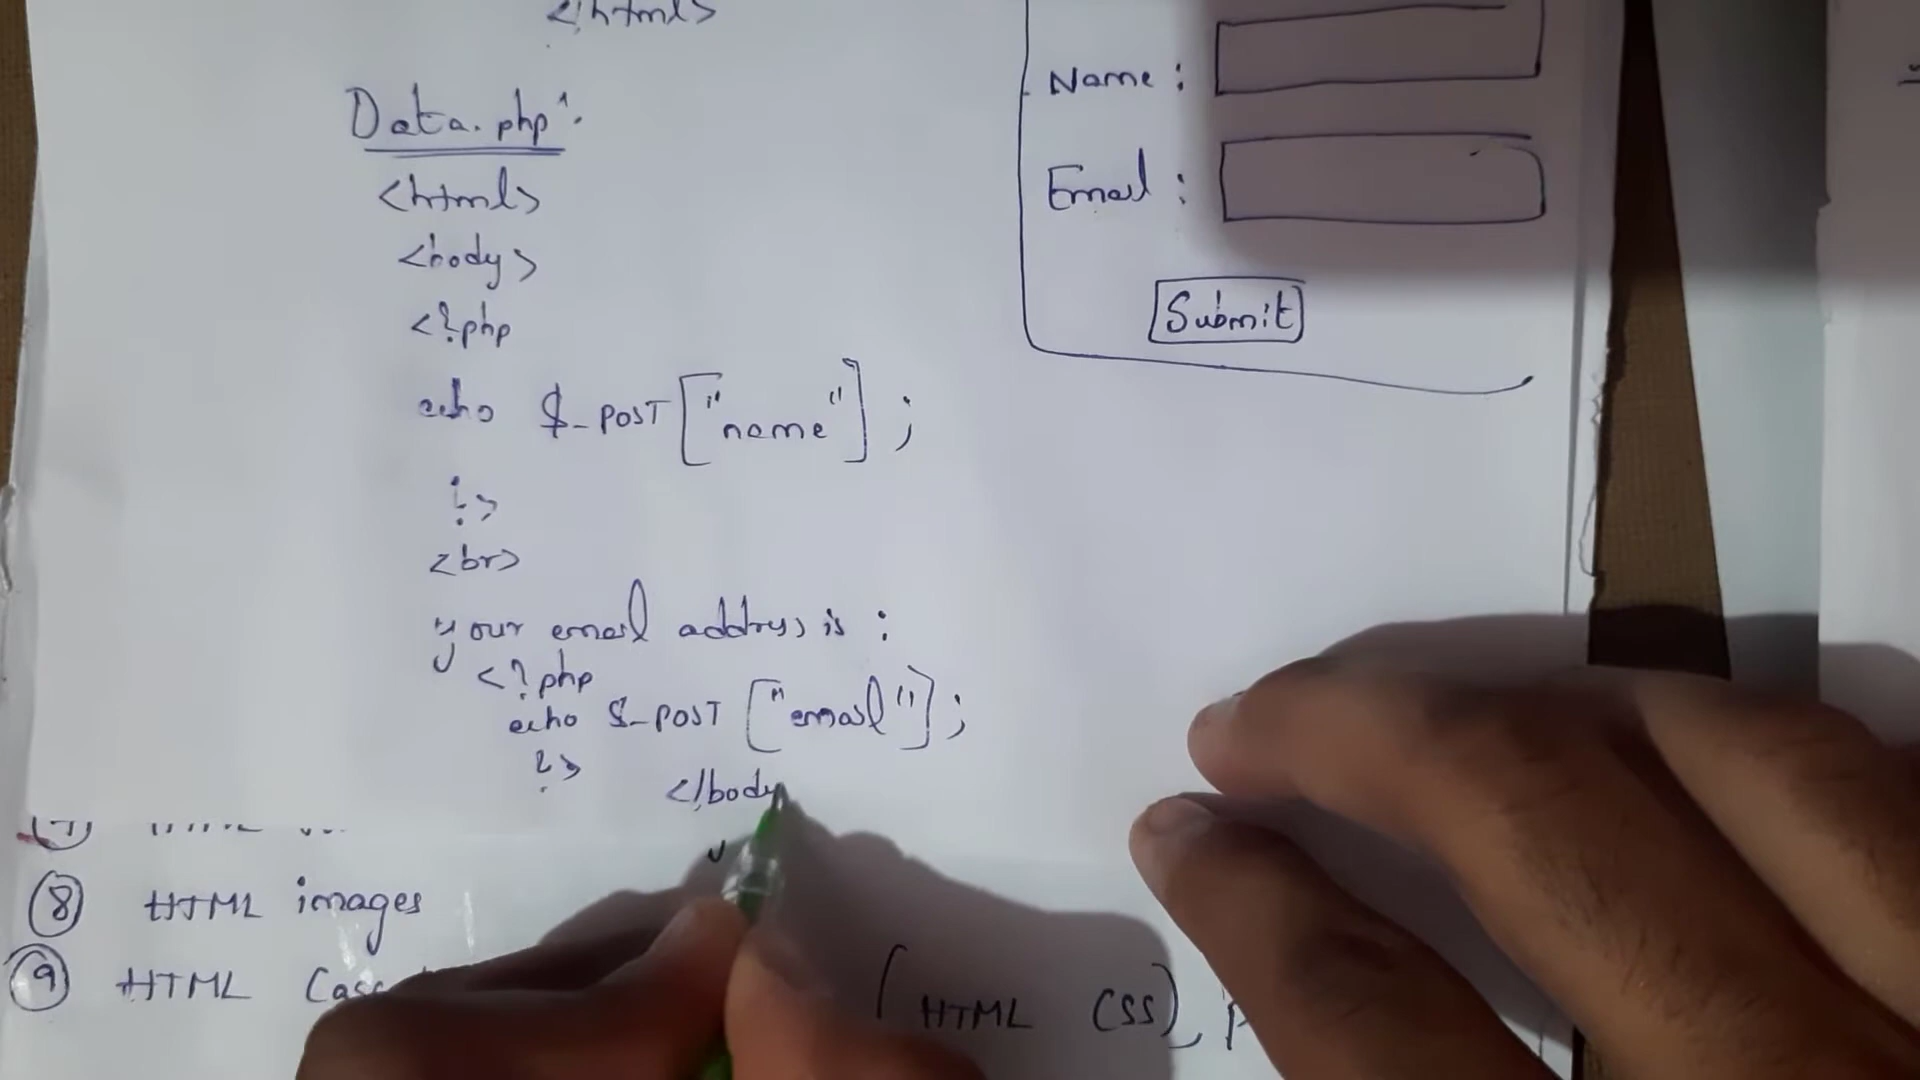 </html>
Data.php :
<html>
<body>
<?php
echo $_POST["name"] ;
?>
<br>
your email address is :
<?php
echo $_POST ["email"] ;
?>
</body
Name :
Email :
Submit
⑧ HTML images
⑨ HTML
(HTML CSS),